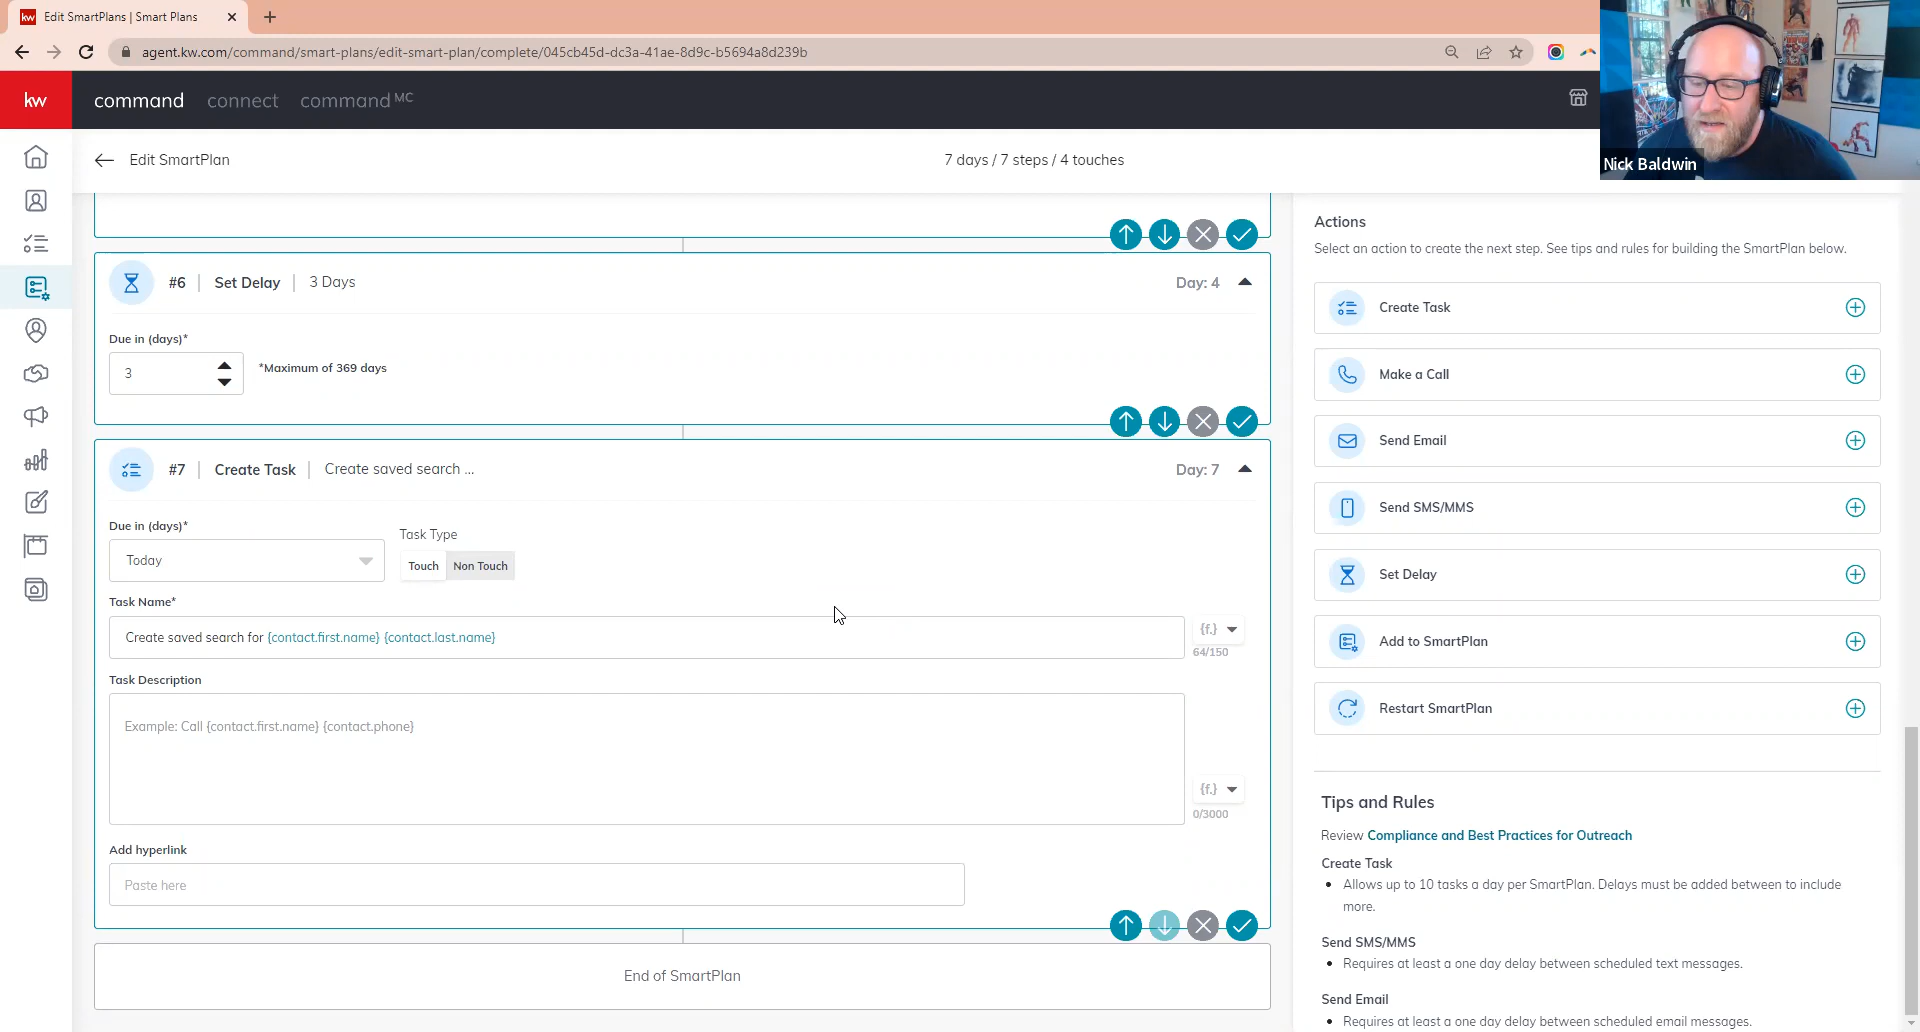 kw Edit SmartPlans | Smart Plans
agent.kw.com/command/smart-plans/edit-smart-plan/complete/045cb45d-dc3a-41ae-8d9c-b5694a8d239b
kw command connect command MC
Nick Baldwin
Edit SmartPlan
7 days / 7 steps / 4 touches
#6 | Set Delay | 3 Days
Day: 4
Due in (days)*
3
*Maximum of 369 days
#7 | Create Task | Create saved search ...
Day: 7
Due in (days)*
Task Type
Today
Touch Non Touch
Task Name*
Create saved search for {contact.first.name} {contact.last.name}
{f.}
64/150
Task Description
Example: Call {contact.first.name} {contact.phone}
{f.}
0/3000
Add hyperlink
Paste here
End of SmartPlan
Actions
Select an action to create the next step. See tips and rules for building the SmartPlan below.
Create Task
Make a Call
Send Email
Send SMS/MMS
Set Delay
Add to SmartPlan
Restart SmartPlan
Tips and Rules
Review Compliance and Best Practices for Outreach
Create Task
• Allows up to 10 tasks a day per SmartPlan. Delays must be added between to include
more.
Send SMS/MMS
• Requires at least a one day delay between scheduled text messages.
Send Email
• Requires at least a one day delay between scheduled email messages.